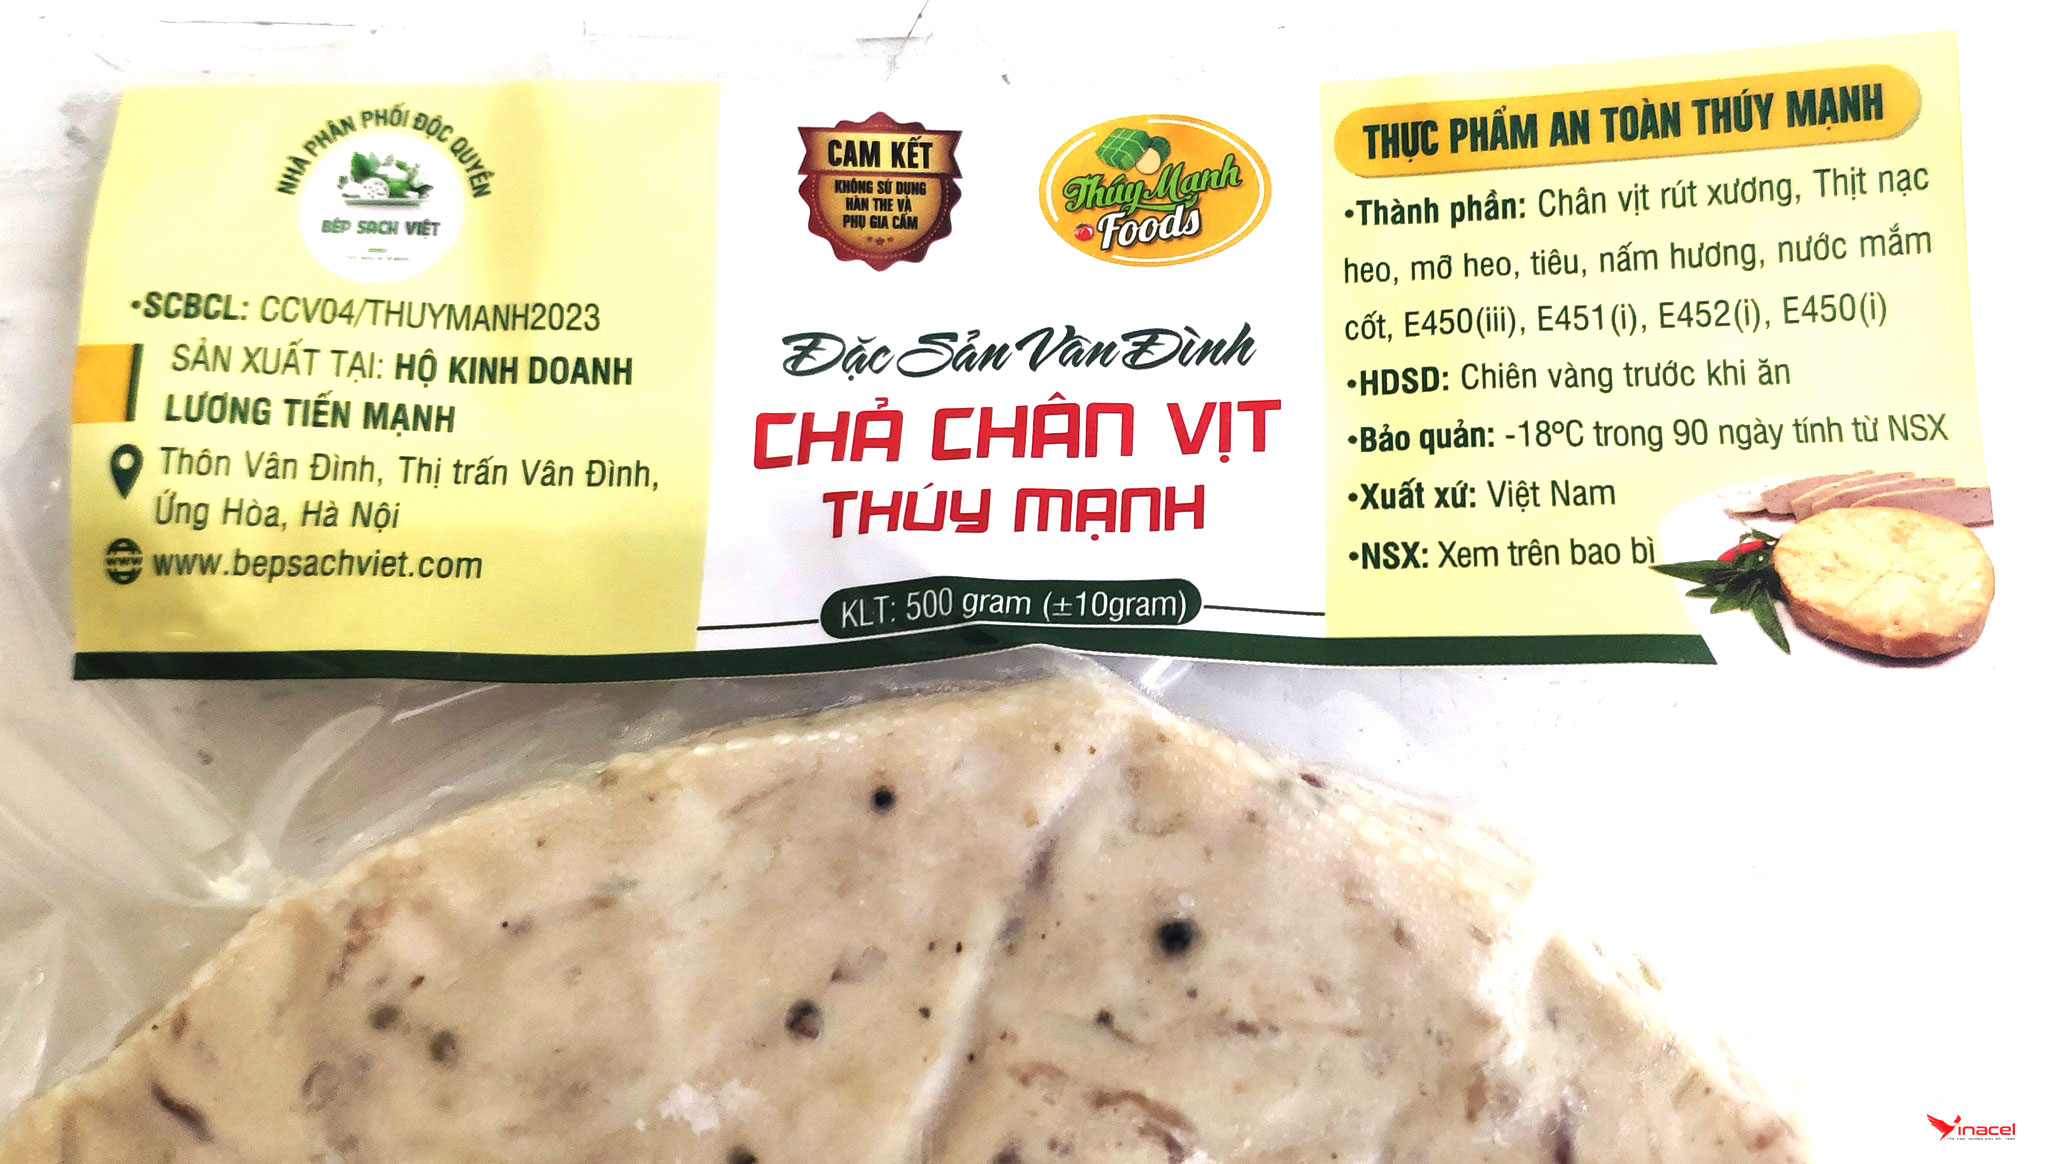 NHÀ PHÂN PHỐI ĐỘC QUYỀN
BẾP SẠCH VIỆT
•SCBCL: CCV04/THUYMANH2023
SẢN XUẤT TẠI: HỘ KINH DOANH
LƯƠNG TIẾN MẠNH
Thôn Vân Đình, Thị trấn Vân Đình,
Ứng Hòa, Hà Nội
www www.bepsachviet.com
CAM KẾT
KHÔNG SỬ DỤNG
HÀN THE VÀ
PHỤ GIA CẤM
Thúy Mạnh
Foods
Đặc Sản Vân Đình
CHẢ CHÂN VỊT
THÚY MẠNH
KLT: 500 gram (±10gram)
THỰC PHẨM AN TOÀN THÚY MẠNH
•Thành phần: Chân vịt rút xương, Thịt nạc
heo, mỡ heo, tiêu, nấm hương, nước mắm
cốt, E450(iii), E451(i), E452(i), E450(i)
•HDSD: Chiên vàng trước khi ăn
•Bảo quản: -18°C trong 90 ngày tính từ NSX
•Xuất xứ: Việt Nam
•NSX: Xem trên bao bì
Vinacel